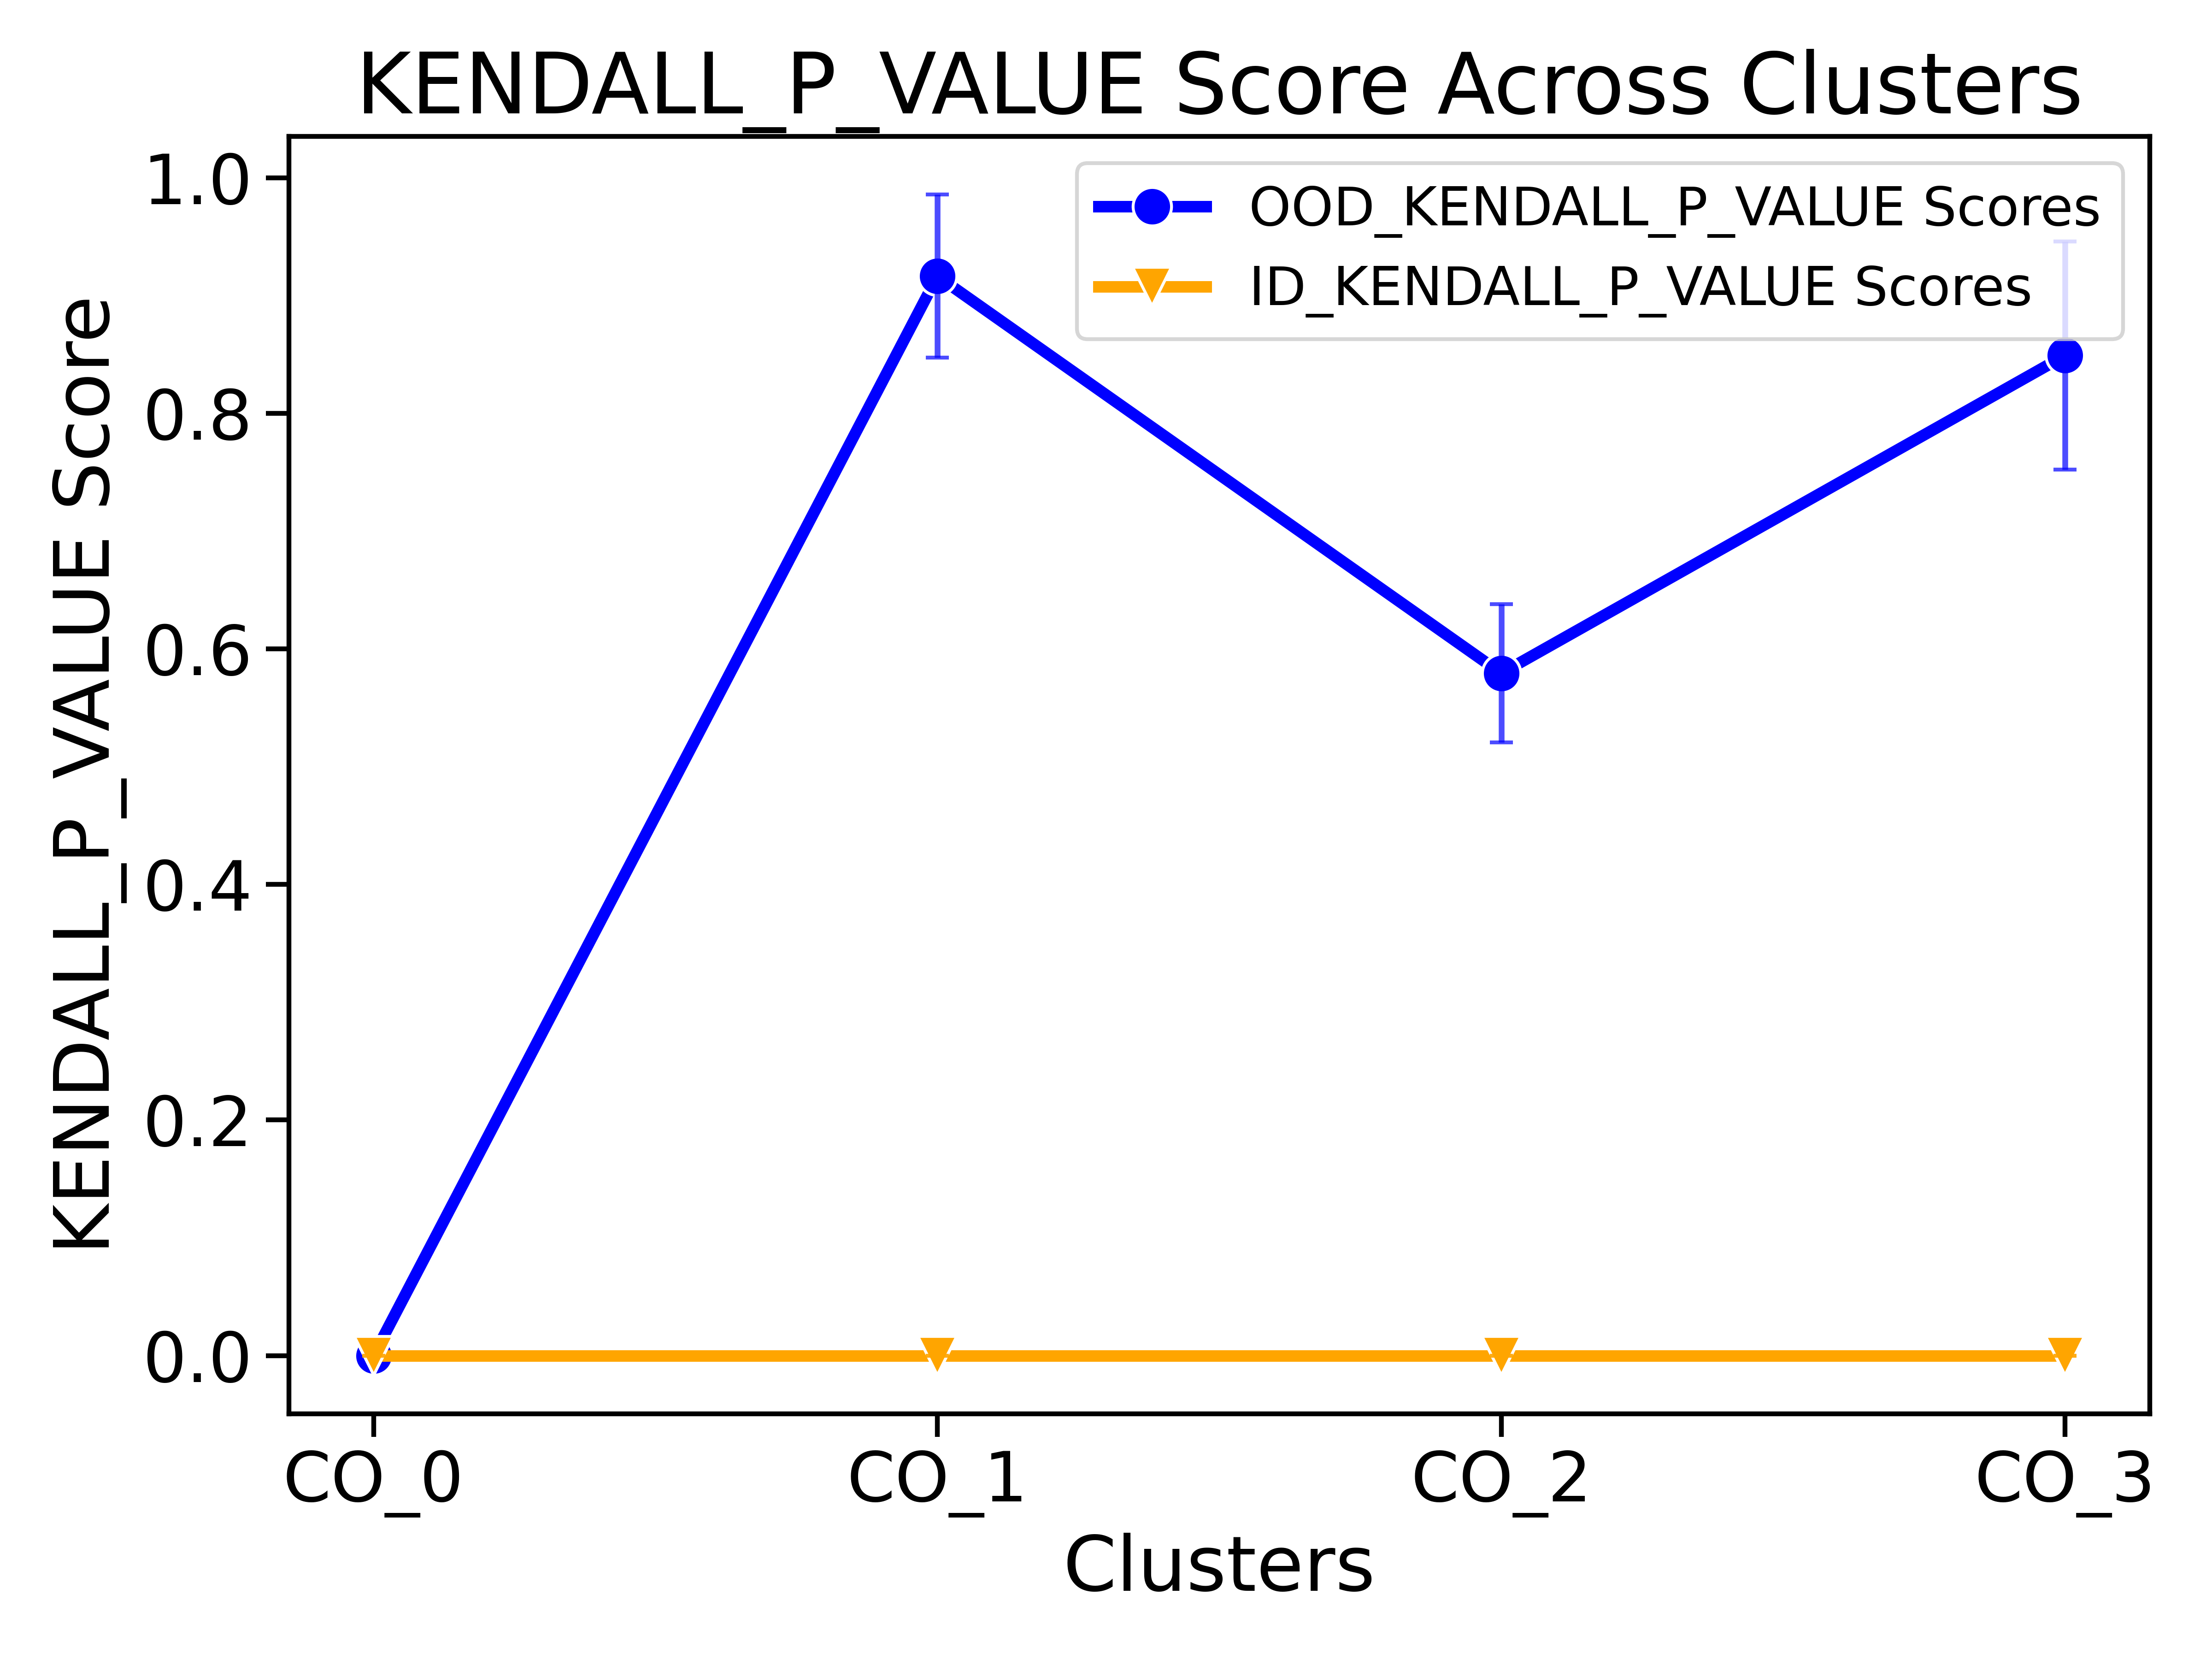 KENDALL_P_VALUE Score Across Clusters
OOD_KENDALL_P_VALUE Scores
ID_KENDALL_P_VALUE Scores
KENDALL_P_VALUE Score
1.0
0.8
0.6
0.4
0.2
0.0
CO_0 CO_1 CO_2 CO_3
Clusters